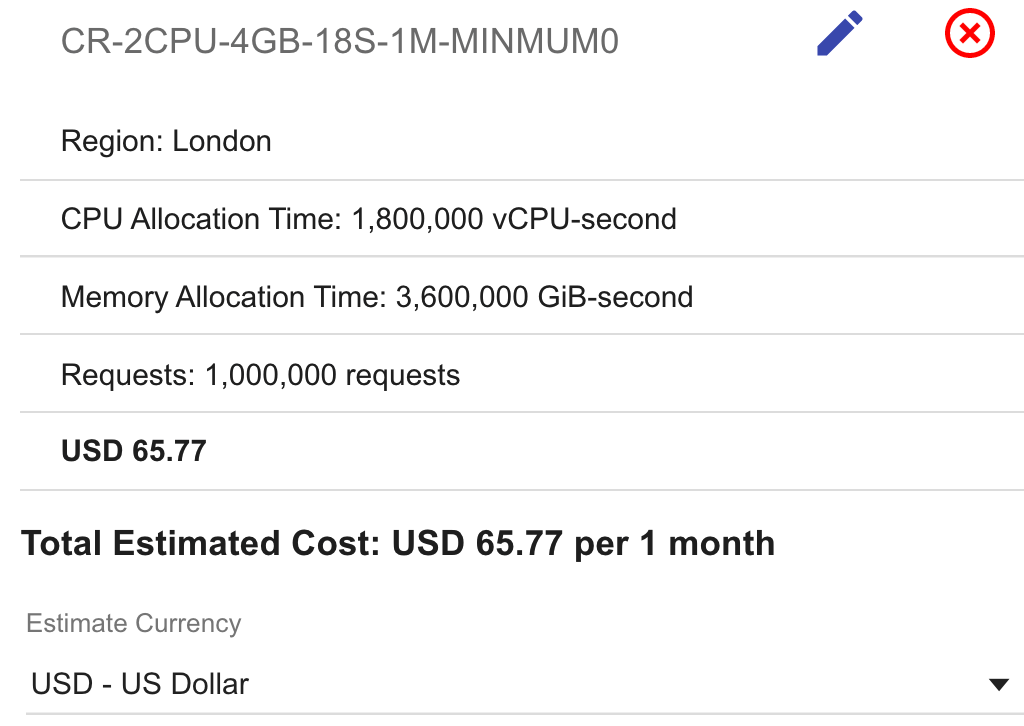 CR-2CPU-4GB-18S-1M-MINMUM0
Region: London
CPU Allocation Time: 1,800,000 vCPU-second
Memory Allocation Time: 3,600,000 GiB-second
Requests: 1,000,000 requests
USD 65.77
Total Estimated Cost: USD 65.77 per 1 month
Estimate Currency
USD - US Dollar